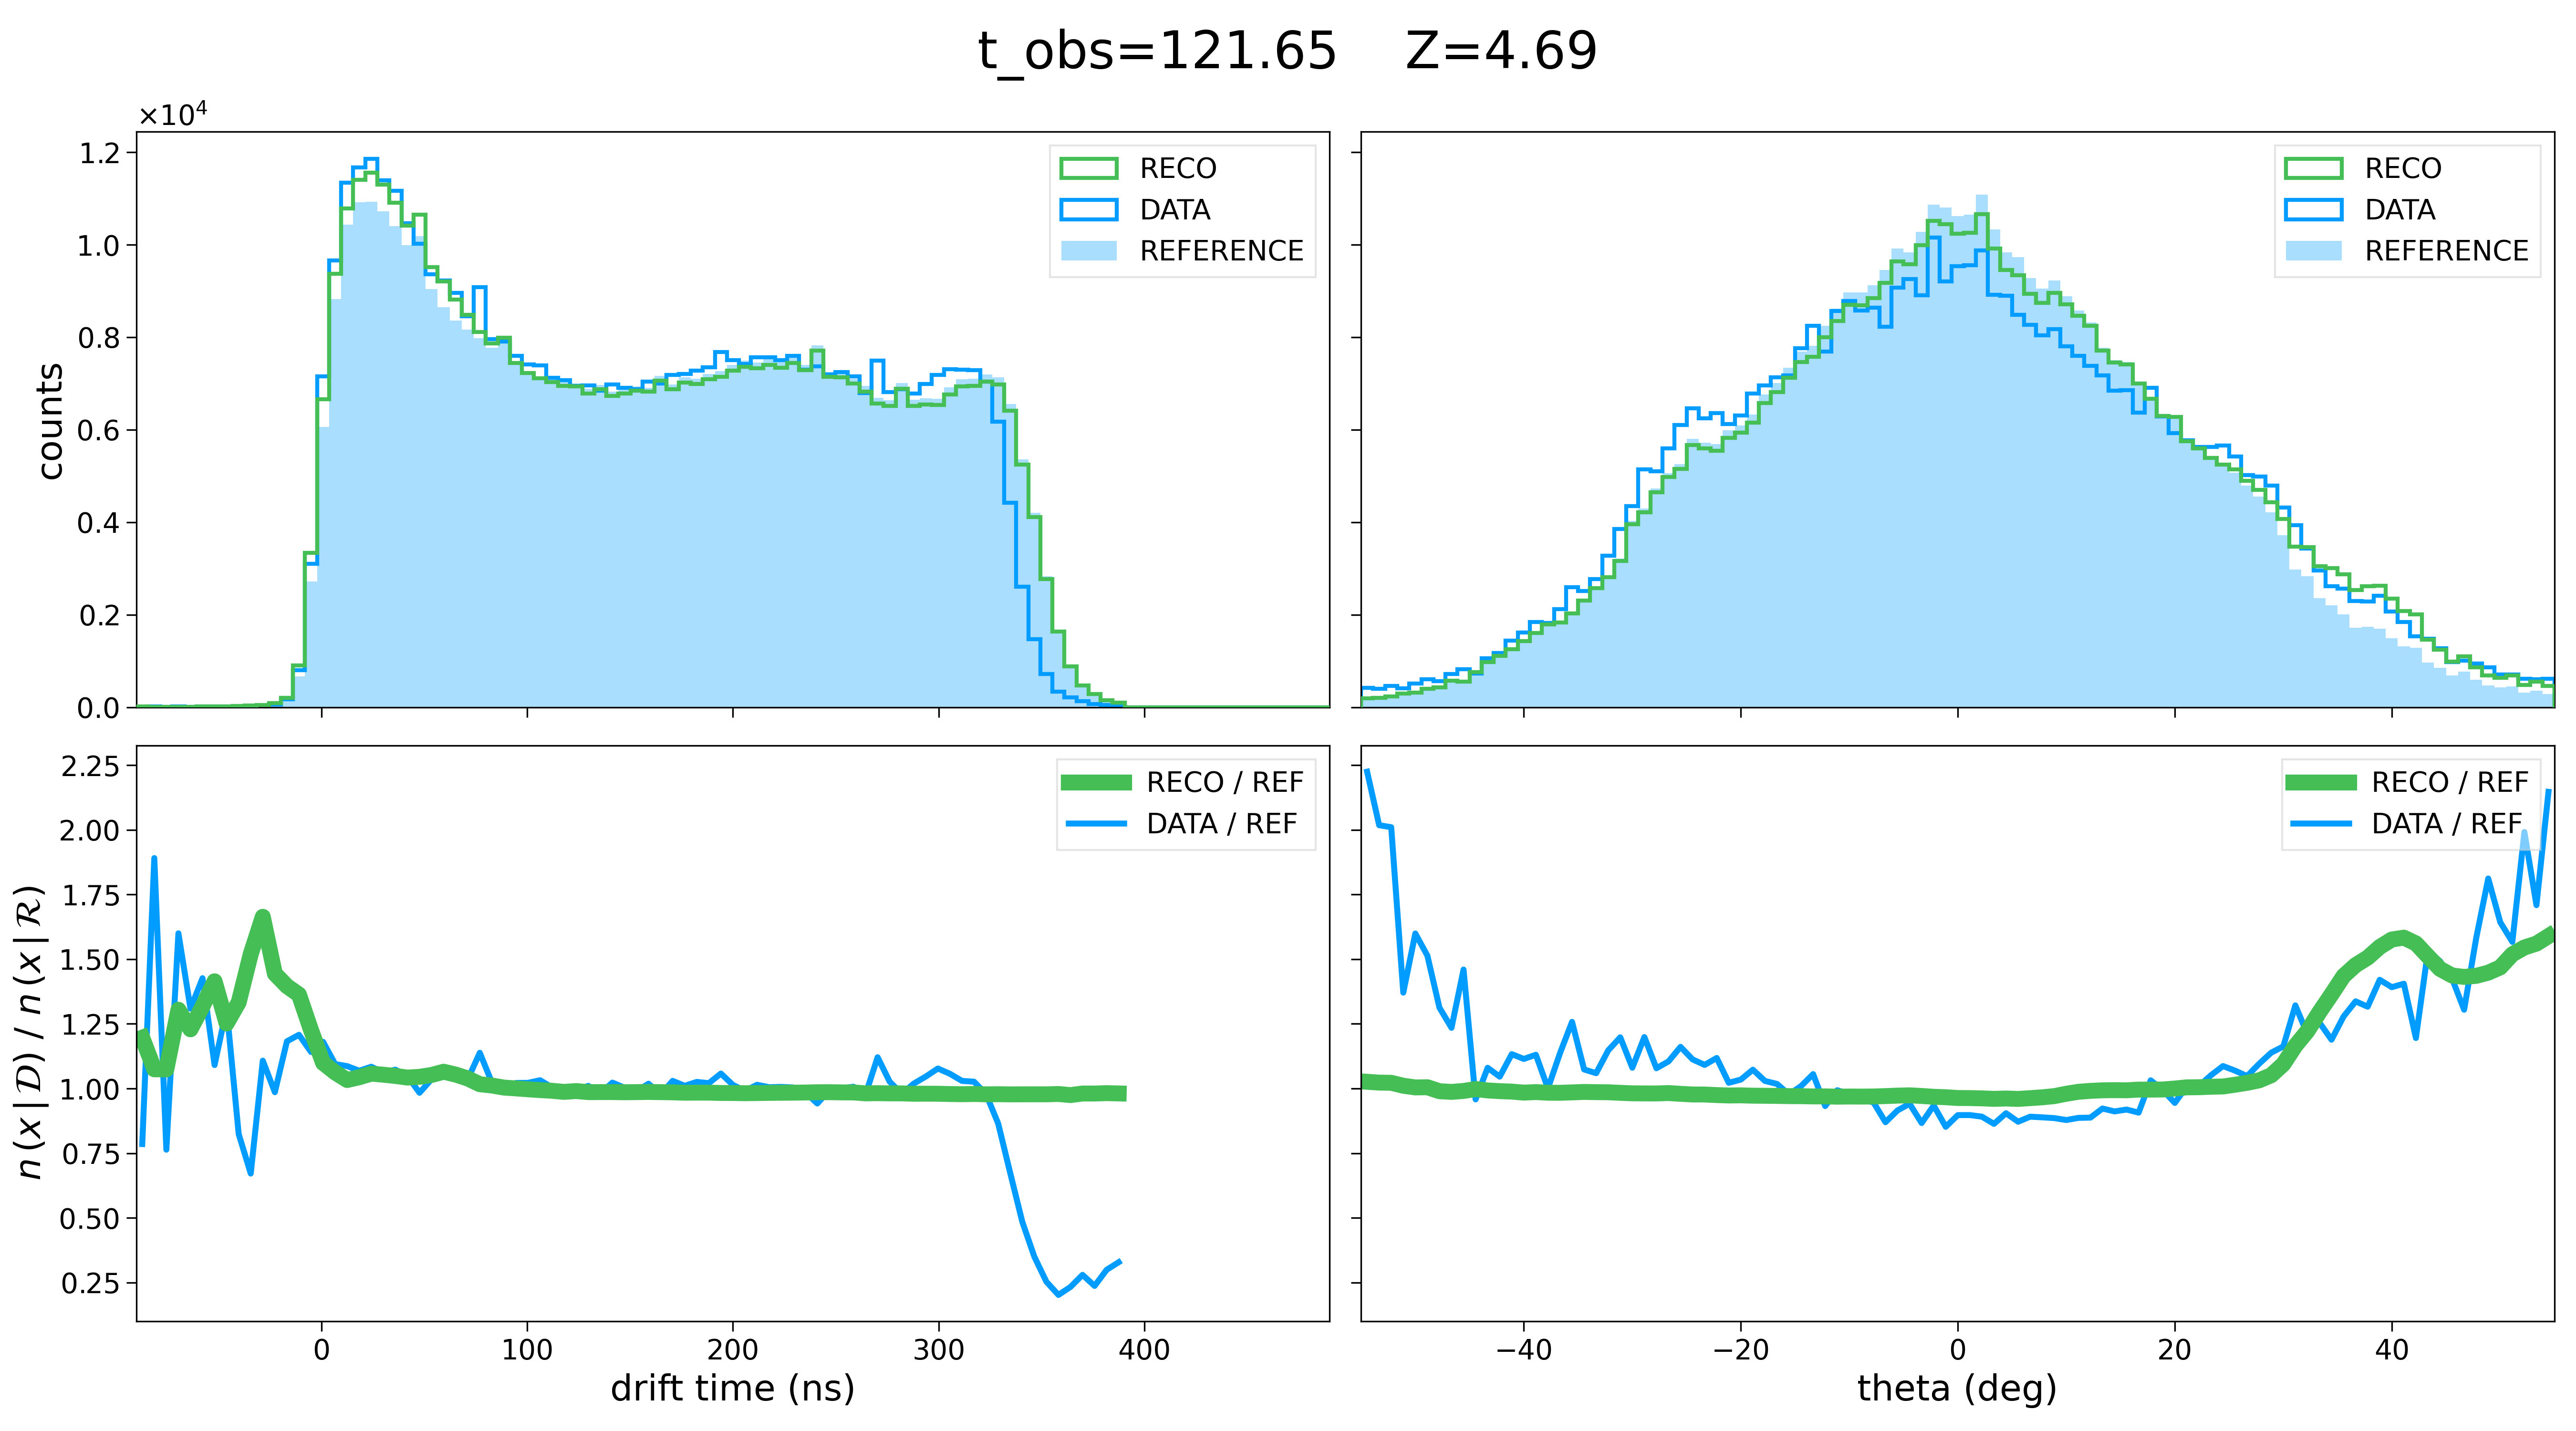 t_obs=121.65 Z=4.69
×10⁴
1.2
1.0
0.8
0.6
0.4
0.2
0.0
counts
RECO
DATA
REFERENCE
RECO
DATA
REFERENCE
2.25
2.00
1.75
1.50
1.25
1.00
0.75
0.50
0.25
n (x | 𝒟) / n (x | ℛ)
RECO / REF
DATA / REF
0 100 200 300 400
drift time (ns)
RECO / REF
DATA / REF
−40 −20 0 20 40
theta (deg)